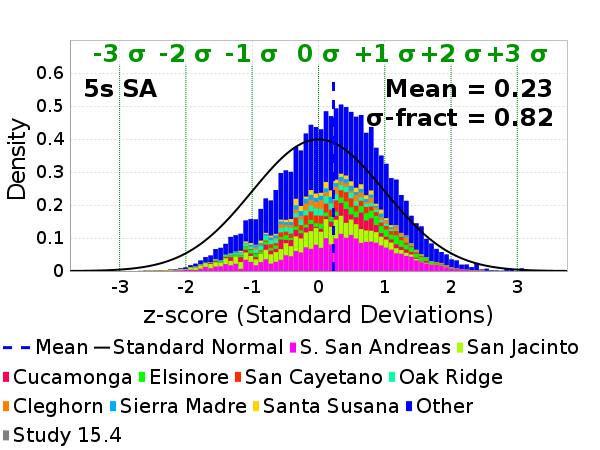 -3 σ -2 σ -1 σ 0 σ +1 σ +2 σ +3 σ
5s SA
Mean = 0.23
σ-fract = 0.82
Density
0.6
0.5
0.4
0.3
0.2
0.1
0
-3 -2 -1 0 1 2 3
z-score (Standard Deviations)
Mean Standard Normal S. San Andreas San Jacinto
Cucamonga Elsinore San Cayetano Oak Ridge
Cleghorn Sierra Madre Santa Susana Other
Study 15.4